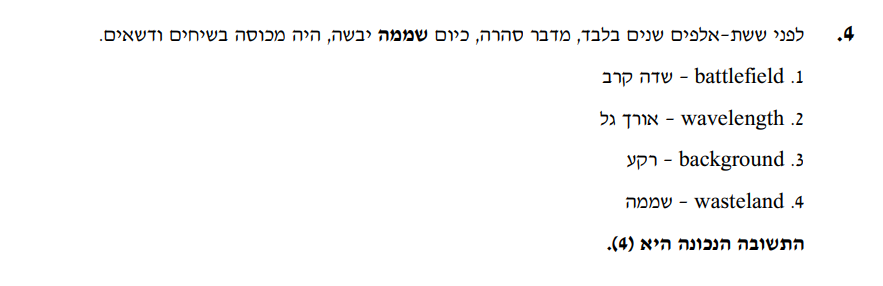 4. לפני ששת-אלפים שנים בלבד, מדבר סהרה, כיום שממה יבשה, היה מכוסה בשיחים ודשאים.
1. battlefield - שדה קרב
2. wavelength - אורך גל
3. background - רקע
4. wasteland - שממה
התשובה הנכונה היא (4).